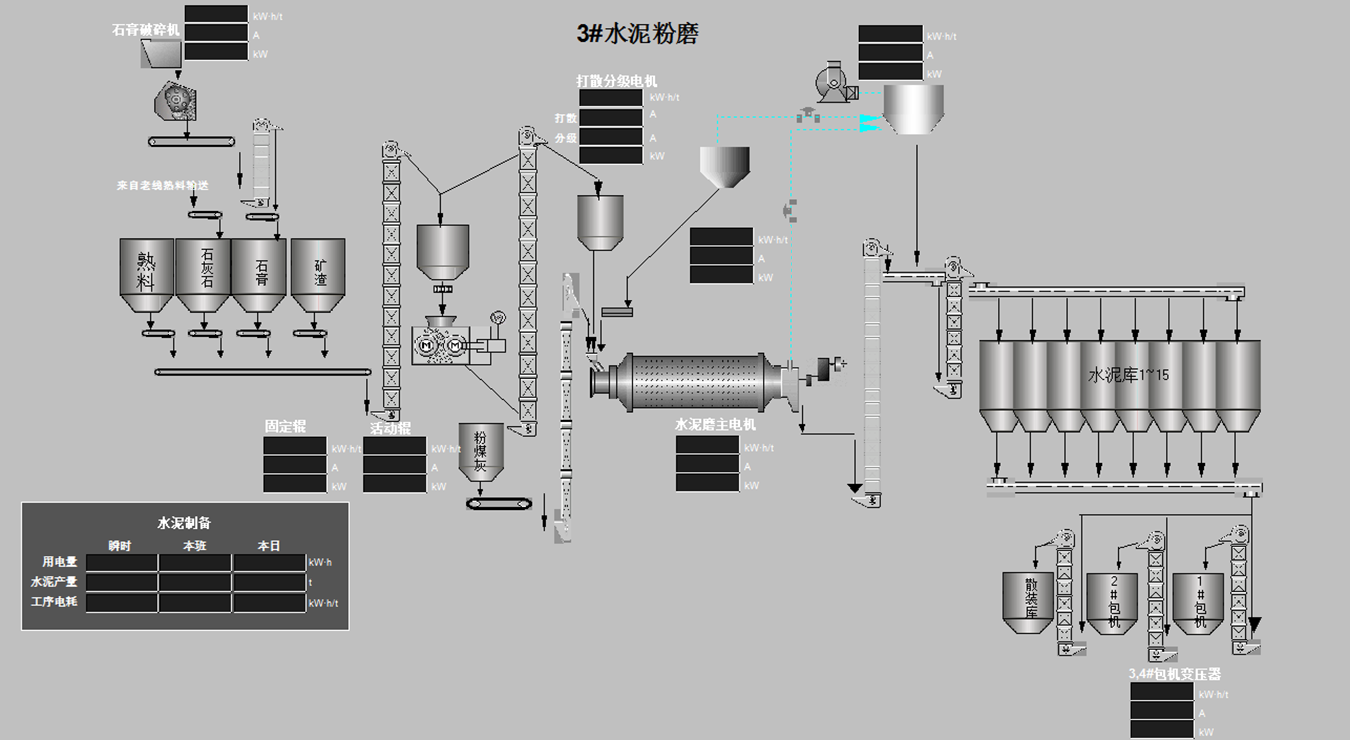 3#水泥粉磨
石膏破碎机
kW·h/t
A
kW
打散分级电机
kW·h/t
打散
A
分级
A
kW
kW·h/t
A
kW
来自老线熟料输送
熟料
石灰石
石膏
矿渣
M
M
kW·h/t
A
kW
水泥库1~15
固定辊
kW·h/t
A
kW
活动辊
kW·h/t
A
kW
粉煤灰
水泥磨主电机
kW·h/t
A
kW
水泥制备
瞬时 本班 本日
用电量 kW·h
水泥产量 t
工序电耗 kW·h/t
散装库
2#包机
1#包机
3,4#包机变压器
kW·h/t
A
kW